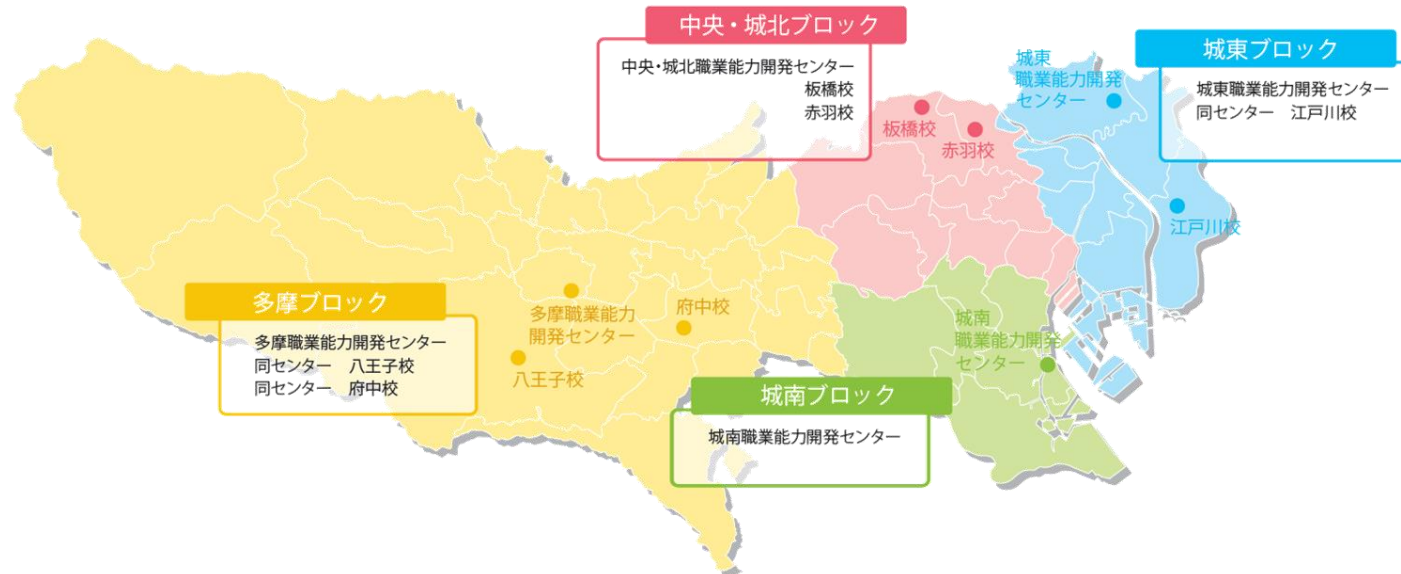 中央・城北ブロック
中央・城北職業能力開発センター
板橋校
赤羽校
城東ブロック
城東職業能力開発センター
同センター　江戸川校
城東
職業能力開発
センター
板橋校
赤羽校
江戸川校
多摩ブロック
多摩職業能力開発センター
同センター　八王子校
同センター　府中校
多摩職業能力
開発センター
府中校
八王子校
城南
職業能力開発
センター
城南ブロック
城南職業能力開発センター